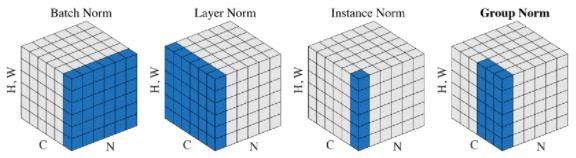 Batch Norm
Layer Norm
Instance Norm
Group Norm
H, W
C
N
H, W
C
N
H, W
C
N
H, W
C
N